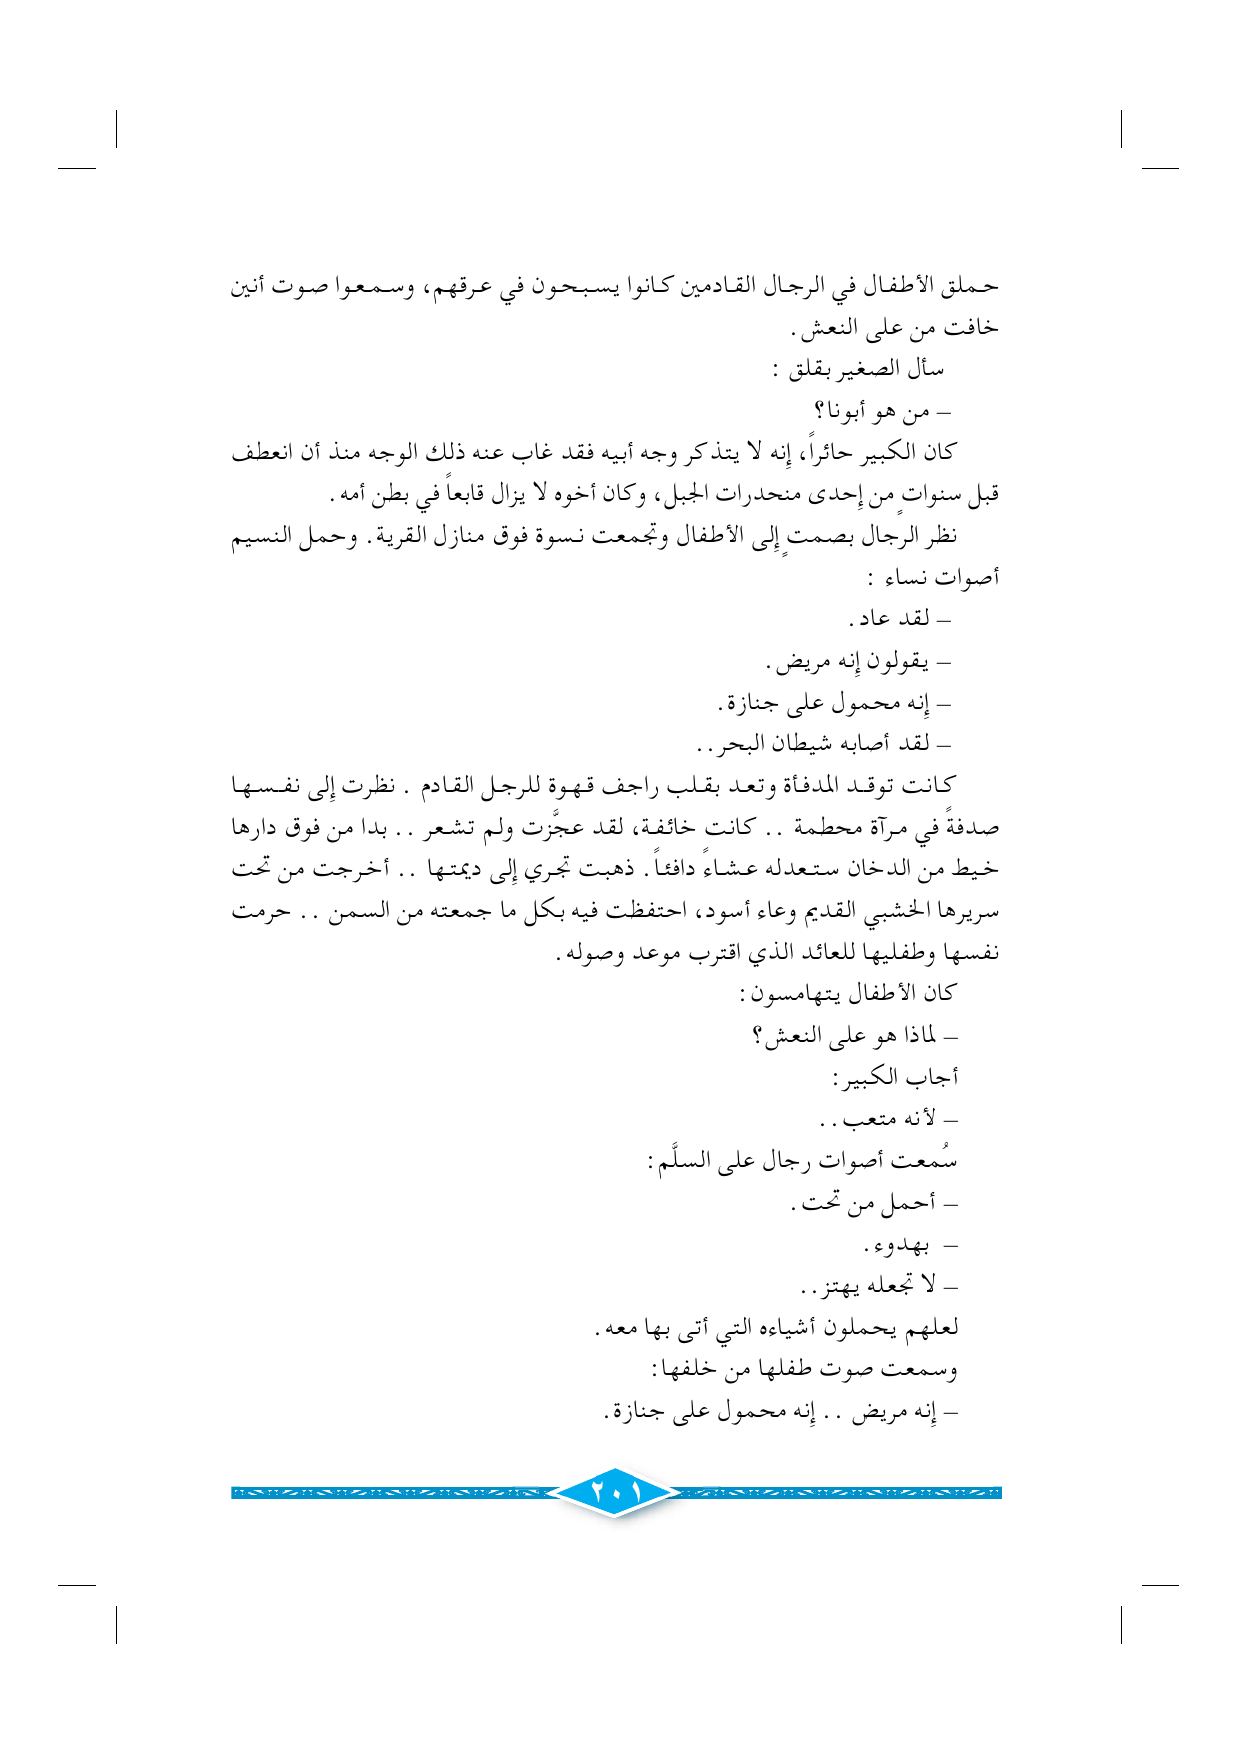 حملق الأطفال في الرجال القادمين كانوا يسبحون في عرقهم، وسمعوا صوت أنين
خافت من على النعش.
سأل الصغير بقلق :
– من هو أبونا؟
كان الكبير حائراً، إِنه لا يتذكر وجه أبيه فقد غاب عنه ذلك الوجه منذ أن انعطف
قبل سنواتٍ من إِحدى منحدرات الجبل، وكان أخوه لا يزال قابعاً في بطن أمه.
نظر الرجال بصمتٍ إِلى الأطفال وتجمعت نسوة فوق منازل القرية. وحمل النسيم
أصوات نساء :
– لقد عاد.
– يقولون إِنه مريض.
– إِنه محمول على جنازة.
– لقد أصابه شيطان البحر..
كانت توقد المدفأة وتعد بقلب راجف قهوة للرجل القادم . نظرت إِلى نفسها
صدفةً في مرآة محطمة .. كانت خائفة، لقد عجَّزت ولم تشعر .. بدا من فوق دارها
خيط من الدخان ستعدله عشاءً دافئاً. ذهبت تجري إِلى ديمتها .. أخرجت من تحت
سريرها الخشبي القديم وعاء أسود، احتفظت فيه بكل ما جمعته من السمن .. حرمت
نفسها وطفليها للعائد الذي اقترب موعد وصوله.
كان الأطفال يتهامسون:
– لماذا هو على النعش؟
أجاب الكبير:
– لأنه متعب..
سُمعت أصوات رجال على السلَّم:
– أحمل من تحت.
– بهدوء.
– لا تجعله يهتز..
لعلهم يحملون أشياءه التي أتى بها معه.
وسمعت صوت طفلها من خلفها:
– إِنه مريض .. إِنه محمول على جنازة.
٢٠١